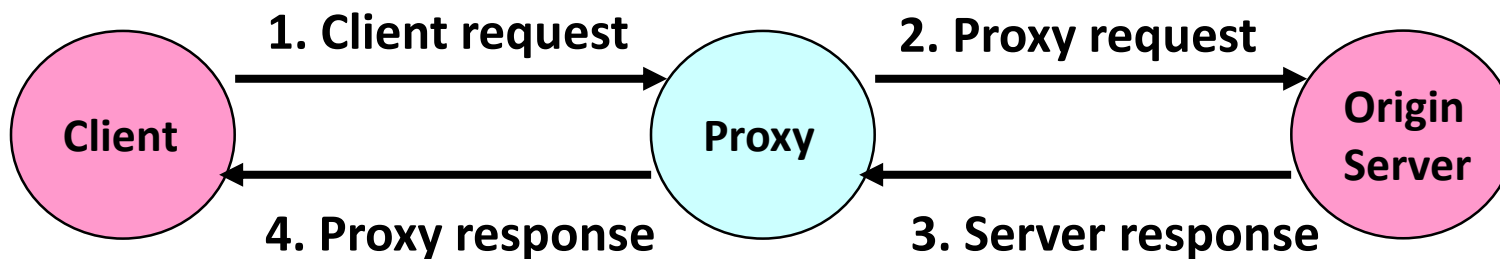 1. Client request
2. Proxy request
Client
Proxy
Origin
Server
4. Proxy response
3. Server response